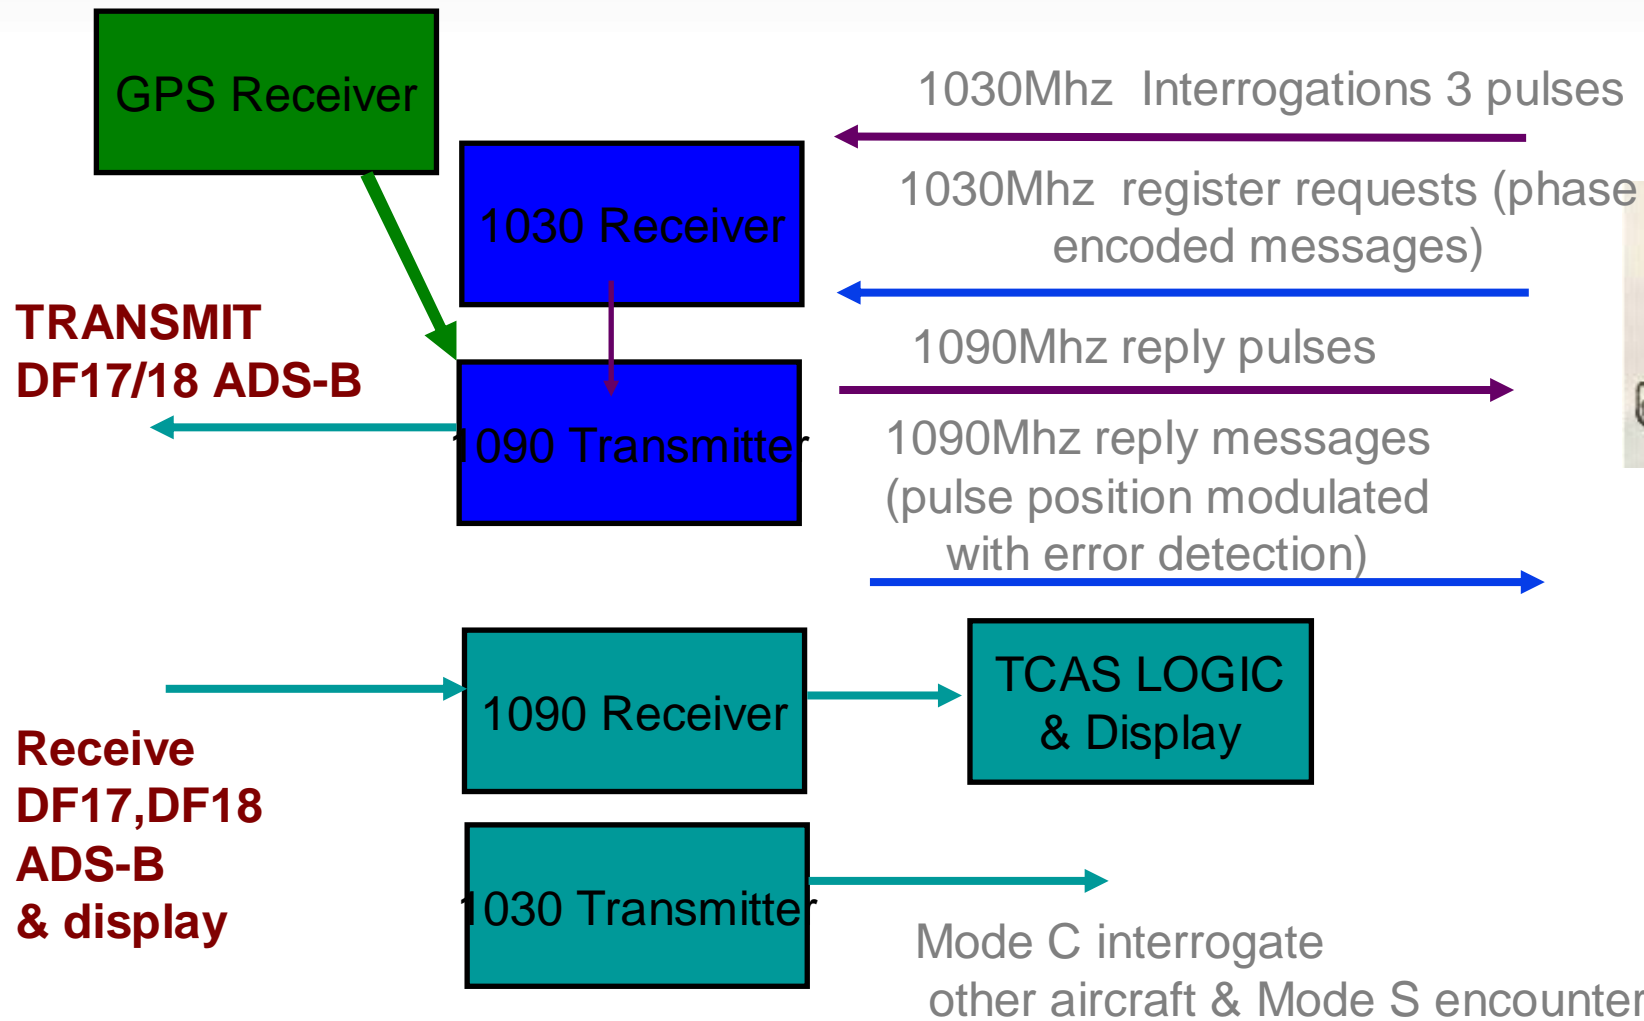 GPS Receiver
1030Mhz  Interrogations 3 pulses
1030 Receiver
1030Mhz  register requests (phase
encoded messages)
TRANSMIT
DF17/18 ADS-B
1090Mhz reply pulses
1090 Transmitter
1090Mhz reply messages
(pulse position modulated
with error detection)
1090 Receiver
TCAS LOGIC
& Display
Receive
DF17,DF18
ADS-B
& display
1030 Transmitter
Mode C interrogate
other aircraft & Mode S encounter